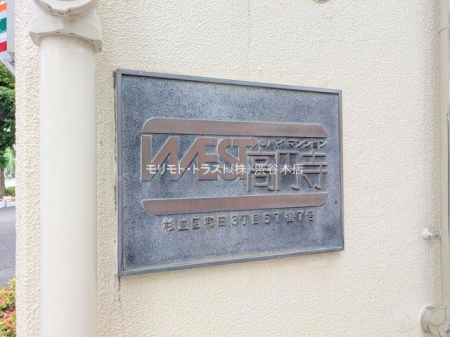 ハイマンション
WEST高円寺
モリモト・トラスト(株) 渋谷本店
杉並区和田3丁目57番7号